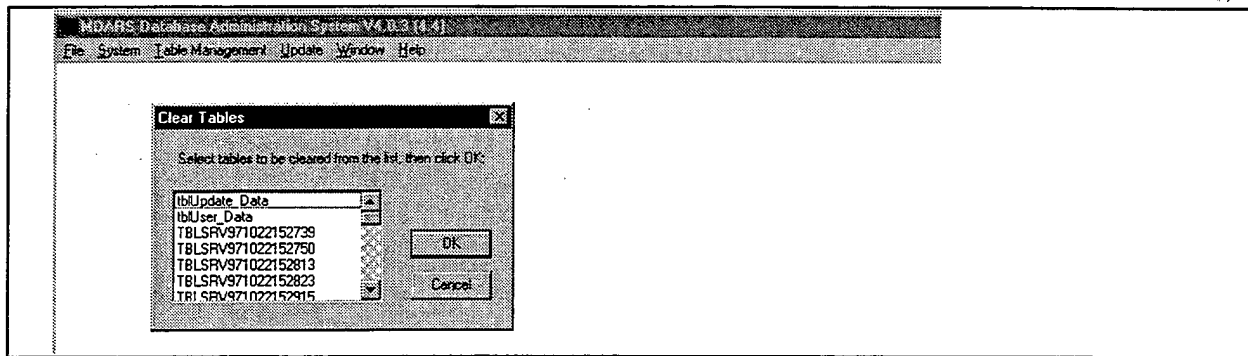 MDARS Database Administration System V4.0.3 [4.4]
File System Table Management Update Window Help
Clear Tables
Select tables to be cleared from the list, then click OK:
tblUpdate_Data
tblUser_Data
TBLSRV971022152739
TBLSRV971022152750
TBLSRV971022152813
TBLSRV971022152823
TBLSRV971022152915
OK
Cancel